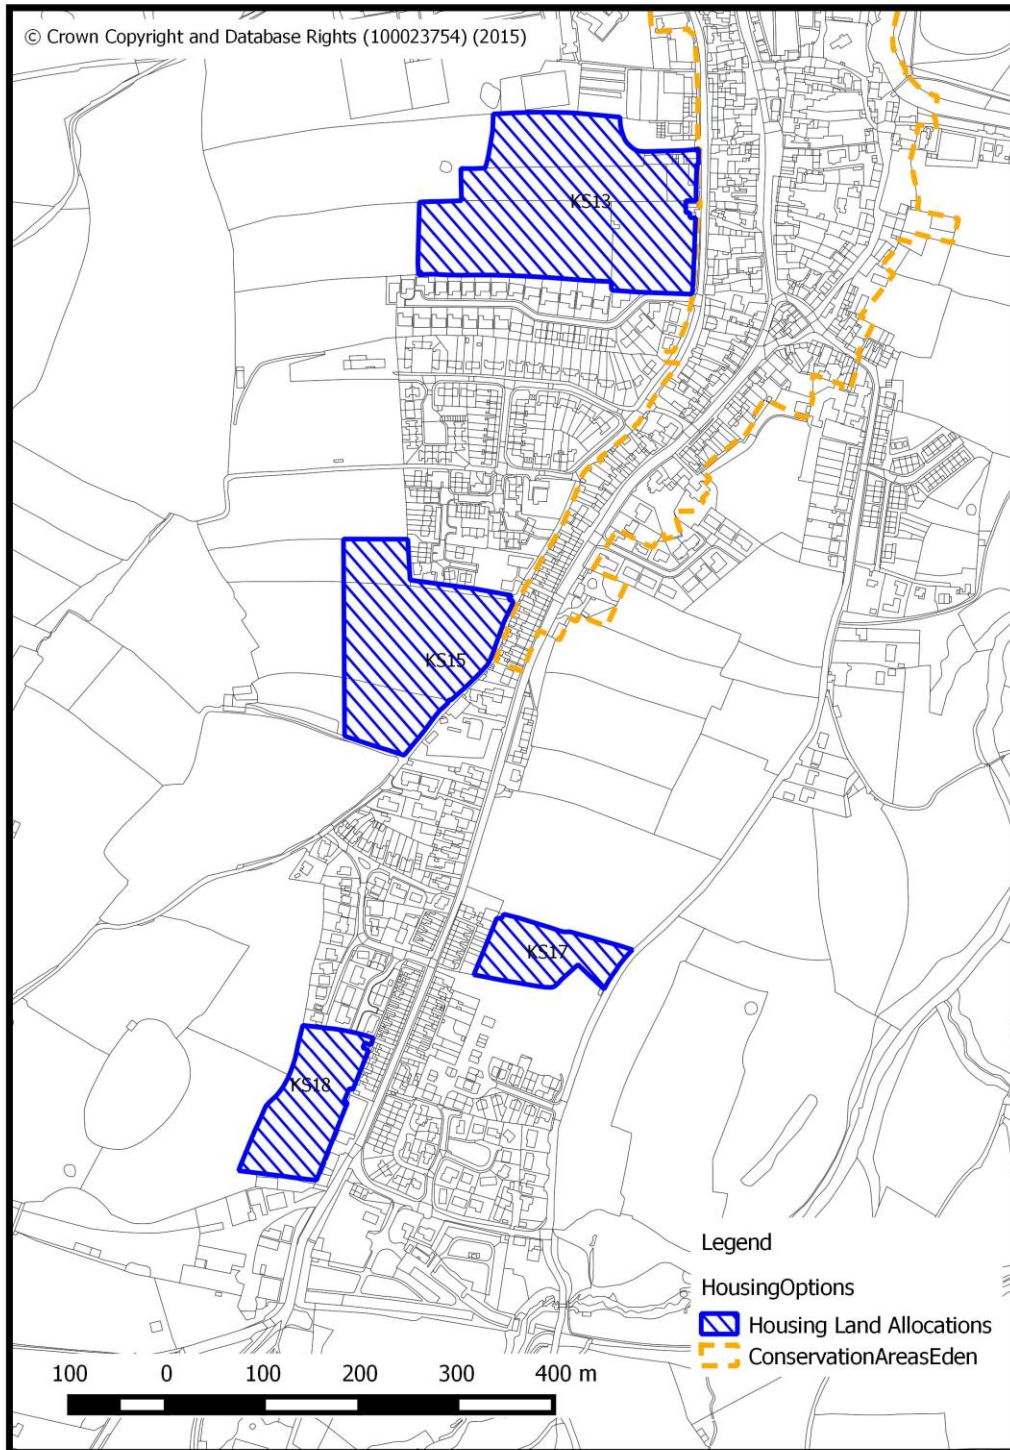 © Crown Copyright and Database Rights (100023754) (2015)
KS13
KS15
KS17
KS18
Legend
HousingOptions
Housing Land Allocations
ConservationAreasEden
100 0 100 200 300 400 m